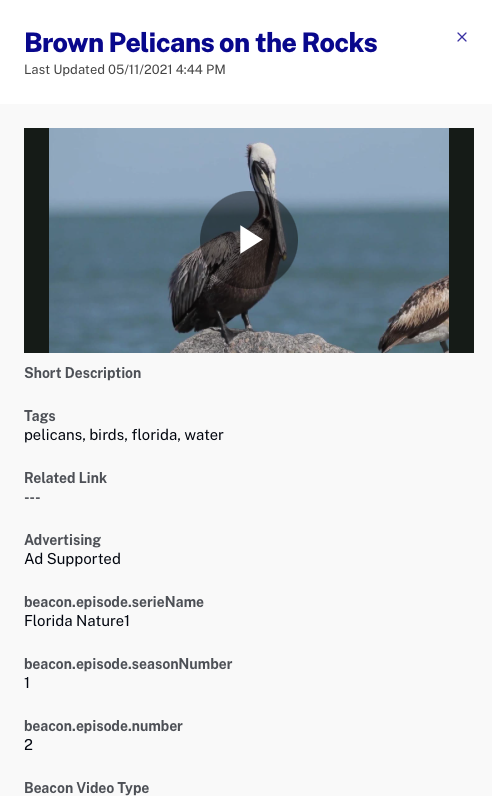 Brown Pelicans on the Rocks
Last Updated 05/11/2021 4:44 PM
Short Description
Tags
pelicans, birds, florida, water
Related Link
---
Advertising
Ad Supported
beacon.episode.serieName
Florida Nature1
beacon.episode.seasonNumber
1
beacon.episode.number
2
Beacon Video Type